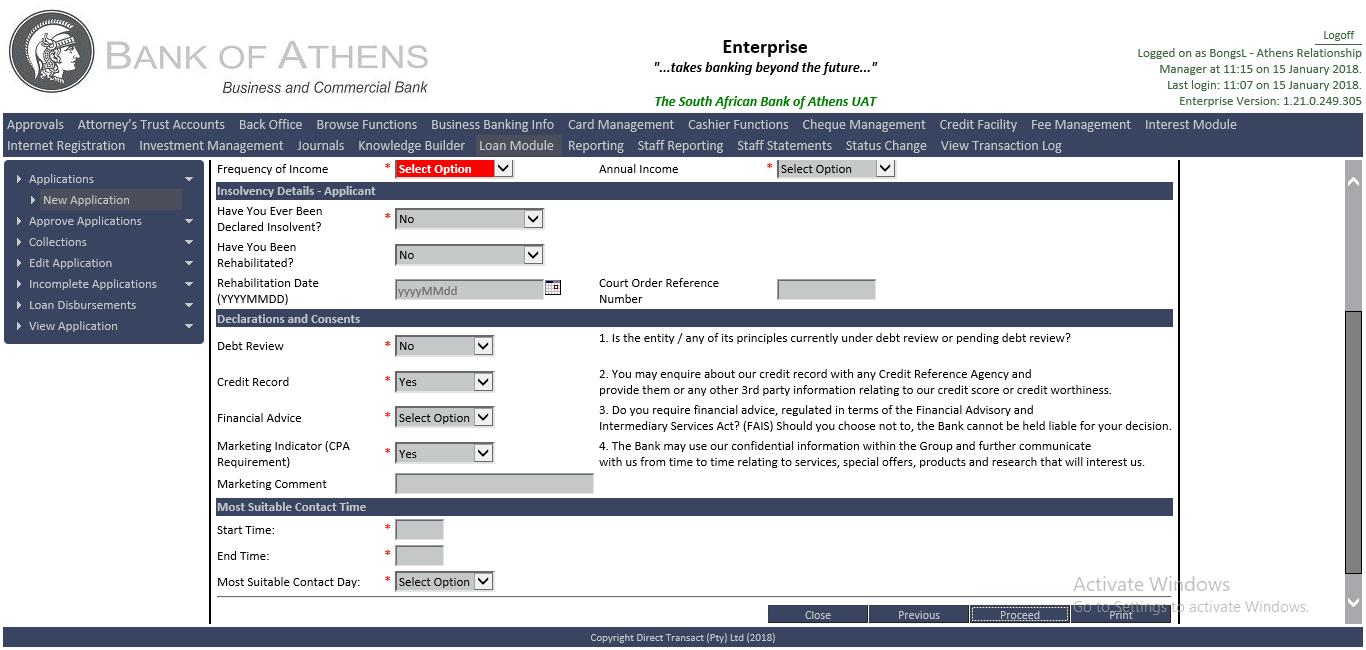 BANK OF ATHENS
Business and Commercial Bank
Enterprise
"...takes banking beyond the future..."
The South African Bank of Athens UAT
Logoff
Logged on as BongsL - Athens Relationship
Manager at 11:15 on 15 January 2018.
Last login: 11:07 on 15 January 2018.
Enterprise Version: 1.21.0.249.305
Approvals Attorney's Trust Accounts Back Office Browse Functions Business Banking Info Card Management Cashier Functions Cheque Management Credit Facility Fee Management Interest Module
Internet Registration Investment Management Journals Knowledge Builder Loan Module Reporting Staff Reporting Staff Statements Status Change View Transaction Log
Applications
New Application
Approve Applications
Collections
Edit Application
Incomplete Applications
Loan Disbursements
View Application
Frequency of Income * Select Option Annual Income * Select Option
Insolvency Details - Applicant
Have You Ever Been
Declared Insolvent? * No
Have You Been
Rehabilitated? No
Rehabilitation Date
(YYYYMMDD) yyyyMMdd
Court Order Reference
Number
Declarations and Consents
Debt Review * No
1. Is the entity / any of its principles currently under debt review or pending debt review?
Credit Record * Yes
2. You may enquire about our credit record with any Credit Reference Agency and
provide them or any other 3rd party information relating to our credit score or credit worthiness.
Financial Advice * Select Option
3. Do you require financial advice, regulated in terms of the Financial Advisory and
Intermediary Services Act? (FAIS) Should you choose not to, the Bank cannot be held liable for your decision.
Marketing Indicator (CPA
Requirement) * Yes
4. The Bank may use our confidential information within the Group and further communicate
with us from time to time relating to services, special offers, products and research that will interest us.
Marketing Comment
Most Suitable Contact Time
Start Time: *
End Time: *
Most Suitable Contact Day: * Select Option
Activate Windows
Go to Settings to activate Windows.
Close Previous Proceed Print
Copyright Direct Transact (Pty) Ltd (2018)